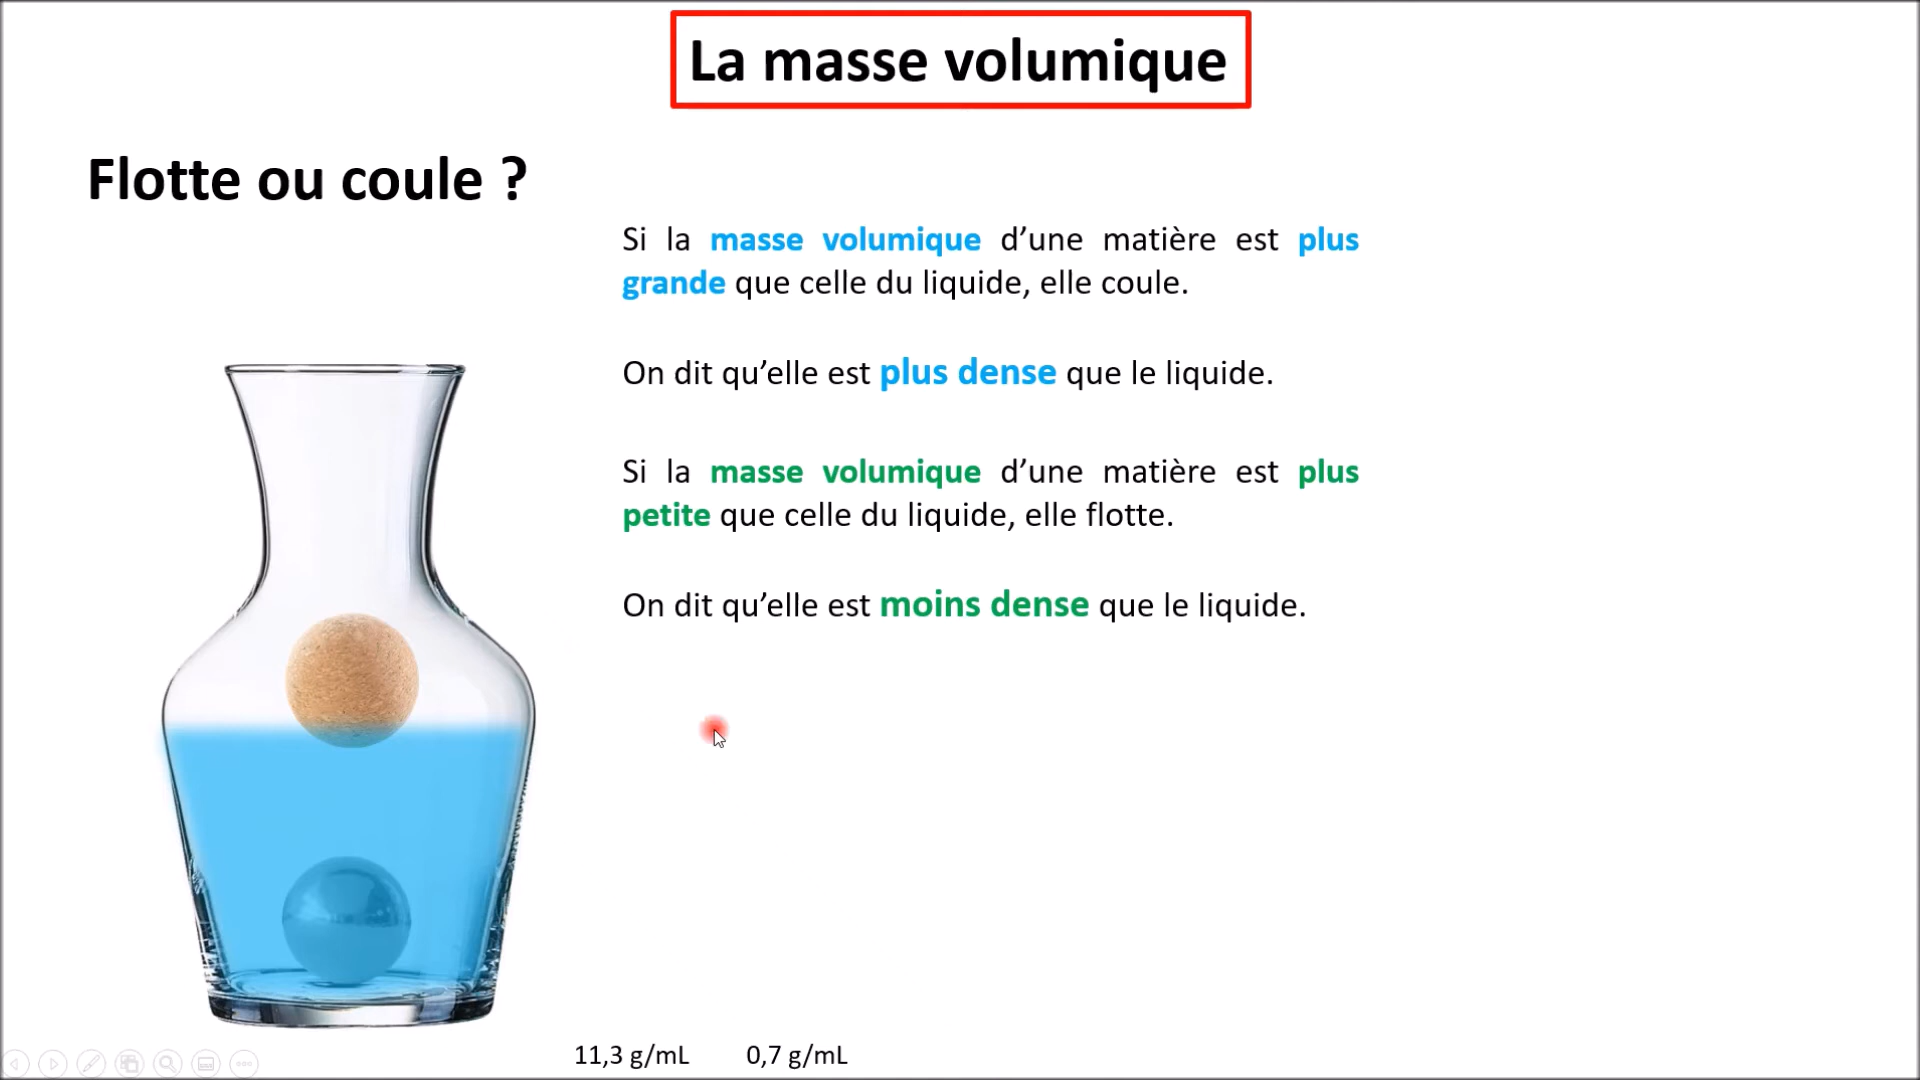 La masse volumique
Flotte ou coule ?
Si la masse volumique d’une matière est plus
grande que celle du liquide, elle coule.
On dit qu’elle est plus dense que le liquide.
Si la masse volumique d’une matière est plus
petite que celle du liquide, elle flotte.
On dit qu’elle est moins dense que le liquide.
11,3 g/mL 0,7 g/mL